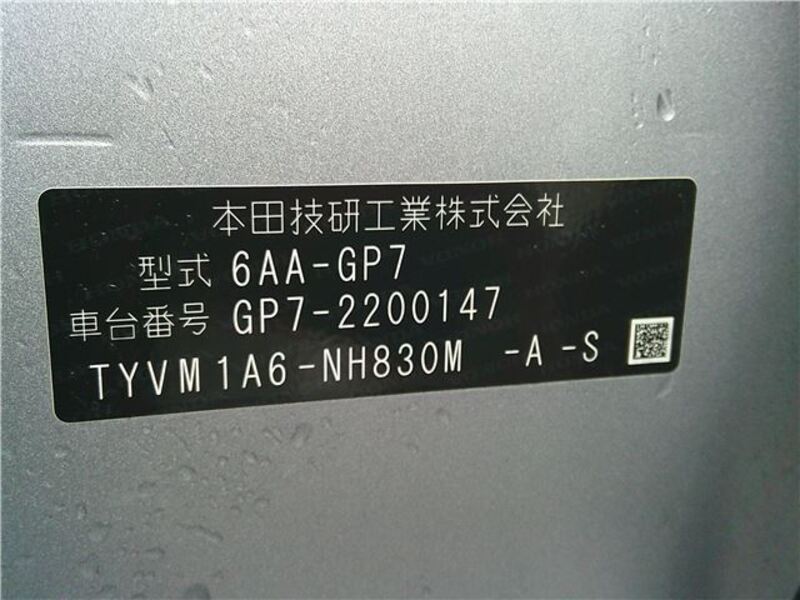 本田技研工業株式会社
型式 6AA-GP7
車台番号 GP7-2200147
TYVM1A6-NH830M -A -S